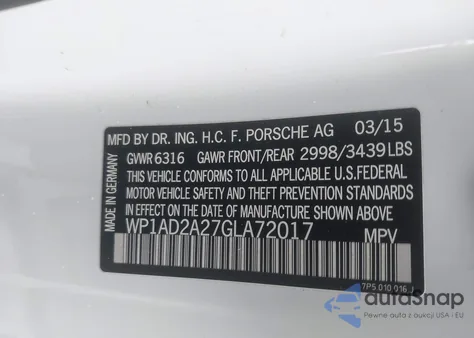 MFD BY DR. ING. H.C. F. PORSCHE AG 03/15
GVWR 6316 GAWR FRONT/REAR 2998/3439 LBS
THIS VEHICLE CONFORMS TO ALL APPLICABLE U.S. FEDERAL
MOTOR VEHICLE SAFETY AND THEFT PREVENTION STANDARDS
IN EFFECT ON THE DATE OF MANUFACTURE SHOWN ABOVE
WP1AD2A27GLA72017 MPV
MADE IN GERMANY
7P5 010 016
autosnap
Pewne auta z dostawą z USA i EU